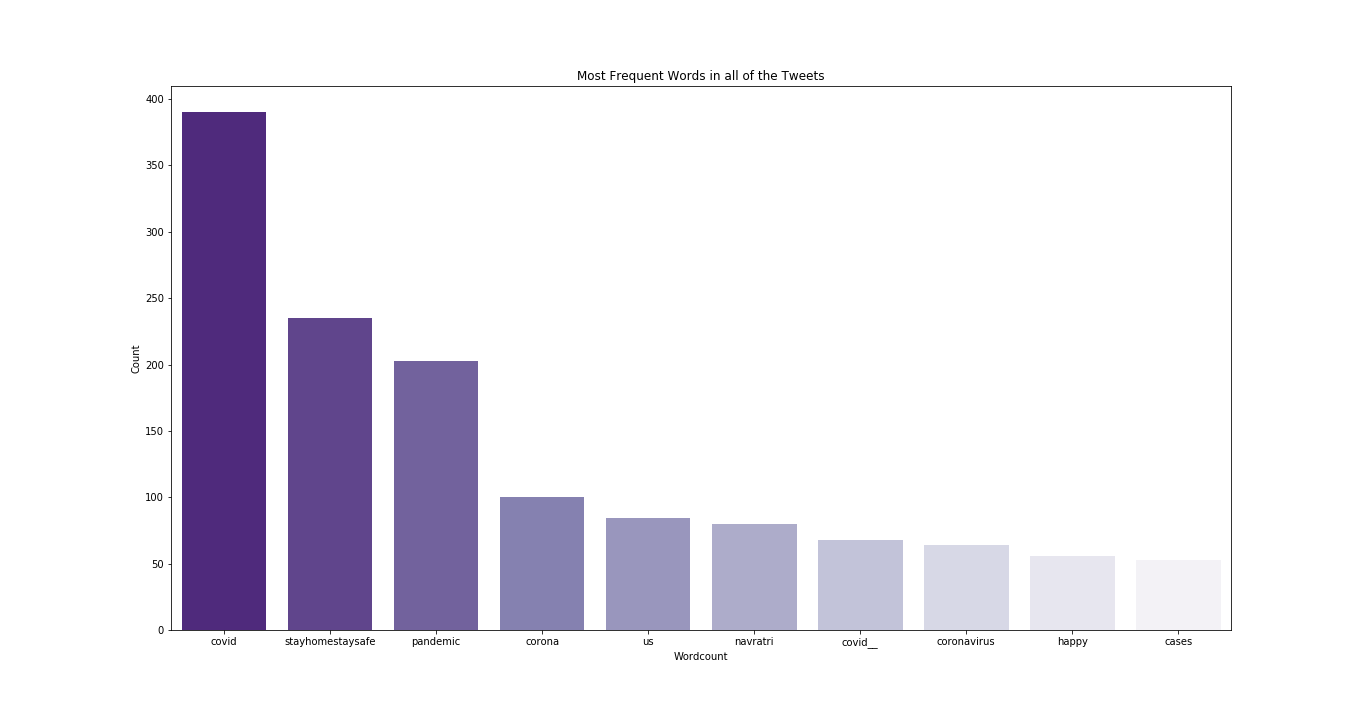 Most Frequent Words in all of the Tweets
400
350
300
250
200
150
100
50
0
Count
covid stayhomestaysafe pandemic corona us navratri covid__ coronavirus happy cases
Wordcount